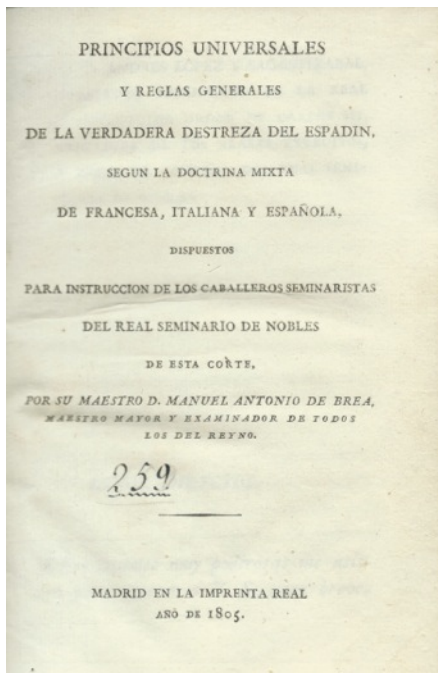 PRINCIPIOS UNIVERSALES
Y REGLAS GENERALES
DE LA VERDADERA DESTREZA DEL ESPADIN,
SEGUN LA DOCTRINA MIXTA
DE FRANCESA, ITALIANA Y ESPAÑOLA,
DISPUESTOS
PARA INSTRUCCION DE LOS CABALLEROS SEMINARISTAS
DEL REAL SEMINARIO DE NOBLES
DE ESTA CORTE,
POR SU MAESTRO D. MANUEL ANTONIO DE BREA,
MAESTRO MAYOR Y EXAMINADOR DE TODOS
LOS DEL REYNO.
259
MADRID EN LA IMPRENTA REAL
AÑO DE 1805.